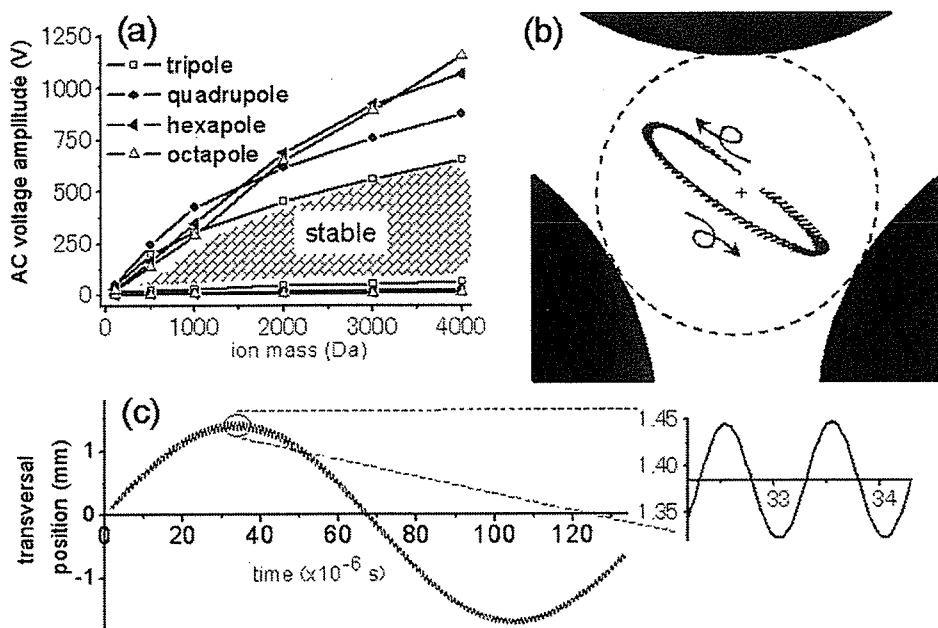 (a)
1250
1000
750
500
250
0
AC voltage amplitude (V)
tripole
quadrupole
hexapole
octapole
stable
0 1000 2000 3000 4000
ion mass (Da)
(b)
+
(c)
transversal
position (mm)
1
0
-1
0 20 40 60 80 100 120
time (x10⁻⁶ s)
1.45
1.40
1.35
33 34